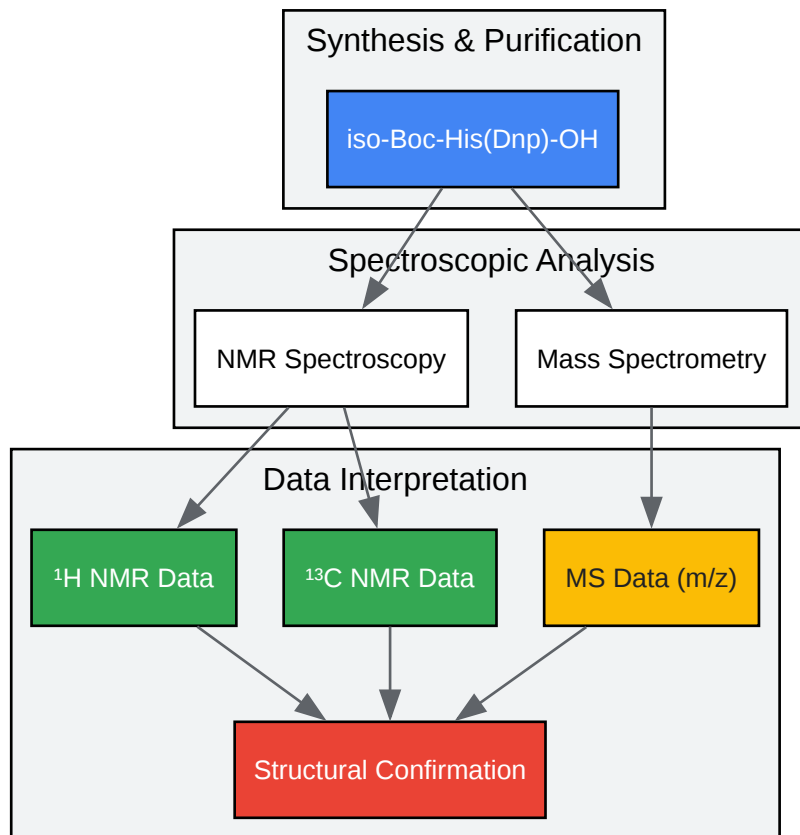 Synthesis & Purification
iso-Boc-His(Dnp)-OH
Spectroscopic Analysis
NMR Spectroscopy
Mass Spectrometry
Data Interpretation
¹H NMR Data
¹³C NMR Data
MS Data (m/z)
Structural Confirmation